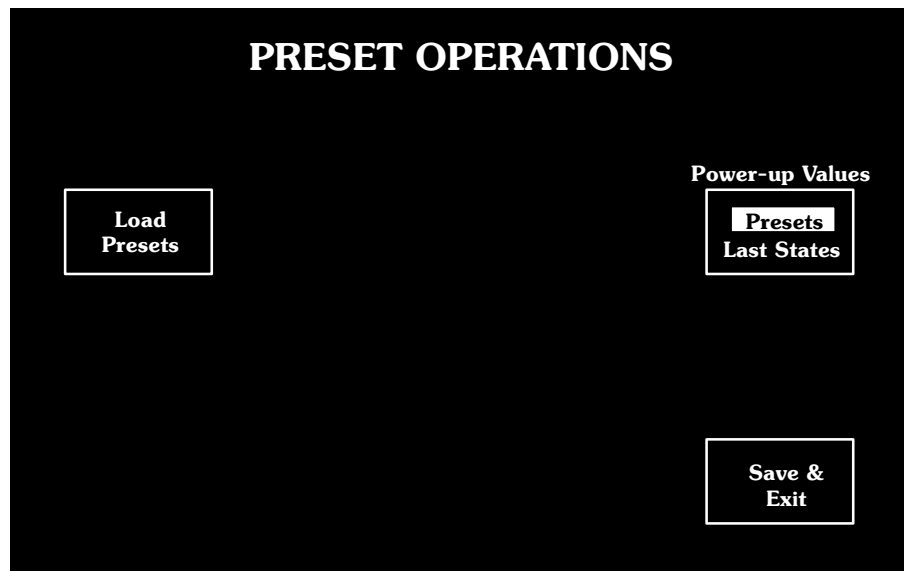 PRESET OPERATIONS
Power-up Values
Load
Presets
Presets
Last States
Save &
Exit